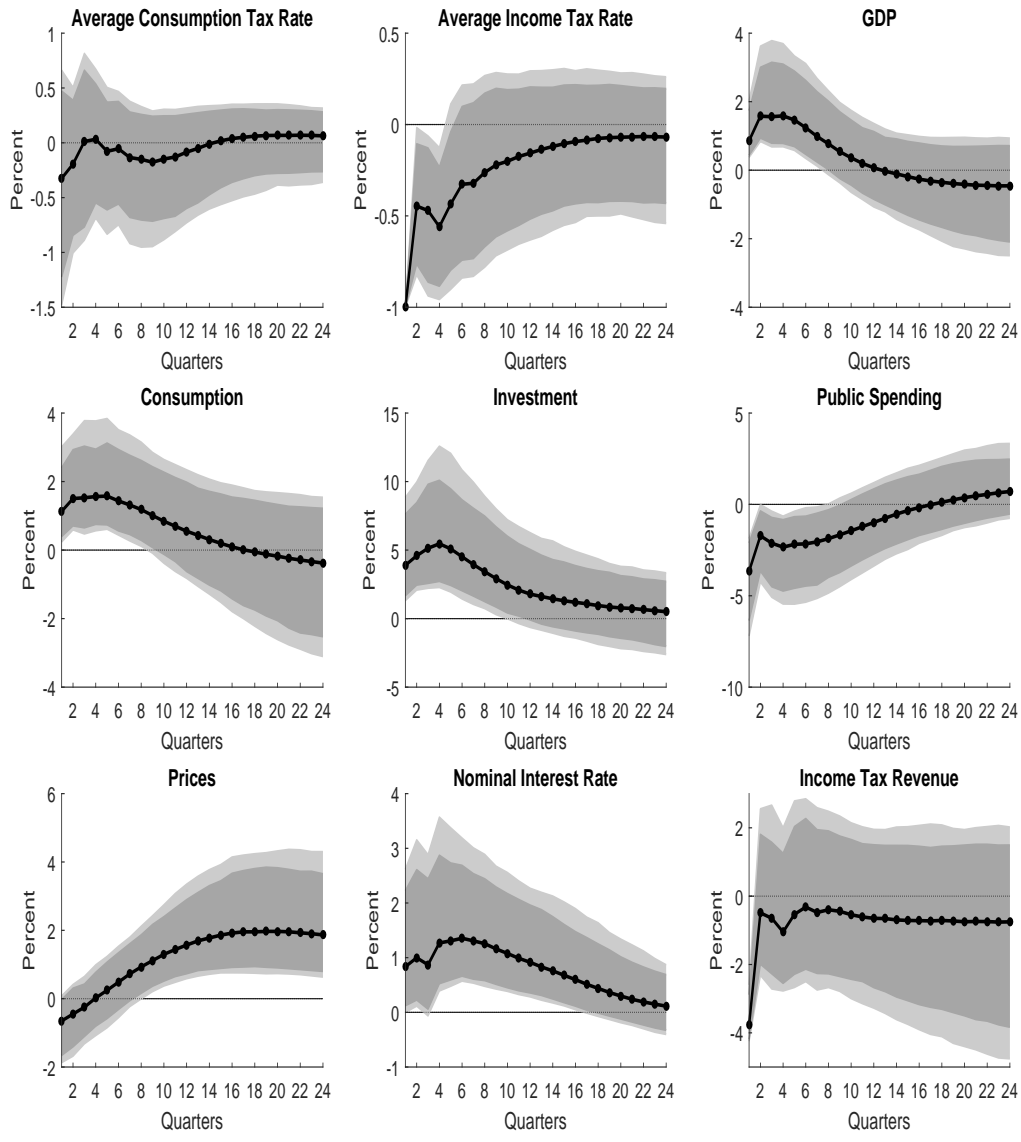 Average Consumption Tax Rate
Average Income Tax Rate
GDP
1
0.5
0
-0.5
-1
-1.5
Percent
2 4 6 8 10 12 14 16 18 20 22 24
Quarters
0.5
0
-0.5
-1
Percent
2 4 6 8 10 12 14 16 18 20 22 24
Quarters
4
2
0
-2
-4
Percent
2 4 6 8 10 12 14 16 18 20 22 24
Quarters
Consumption
Investment
Public Spending
4
2
0
-2
-4
Percent
2 4 6 8 10 12 14 16 18 20 22 24
Quarters
15
10
5
0
-5
Percent
2 4 6 8 10 12 14 16 18 20 22 24
Quarters
5
0
-5
-10
Percent
2 4 6 8 10 12 14 16 18 20 22 24
Quarters
Prices
Nominal Interest Rate
Income Tax Revenue
6
4
2
0
-2
Percent
2 4 6 8 10 12 14 16 18 20 22 24
Quarters
4
3
2
1
0
-1
Percent
2 4 6 8 10 12 14 16 18 20 22 24
Quarters
2
0
-2
-4
Percent
2 4 6 8 10 12 14 16 18 20 22 24
Quarters